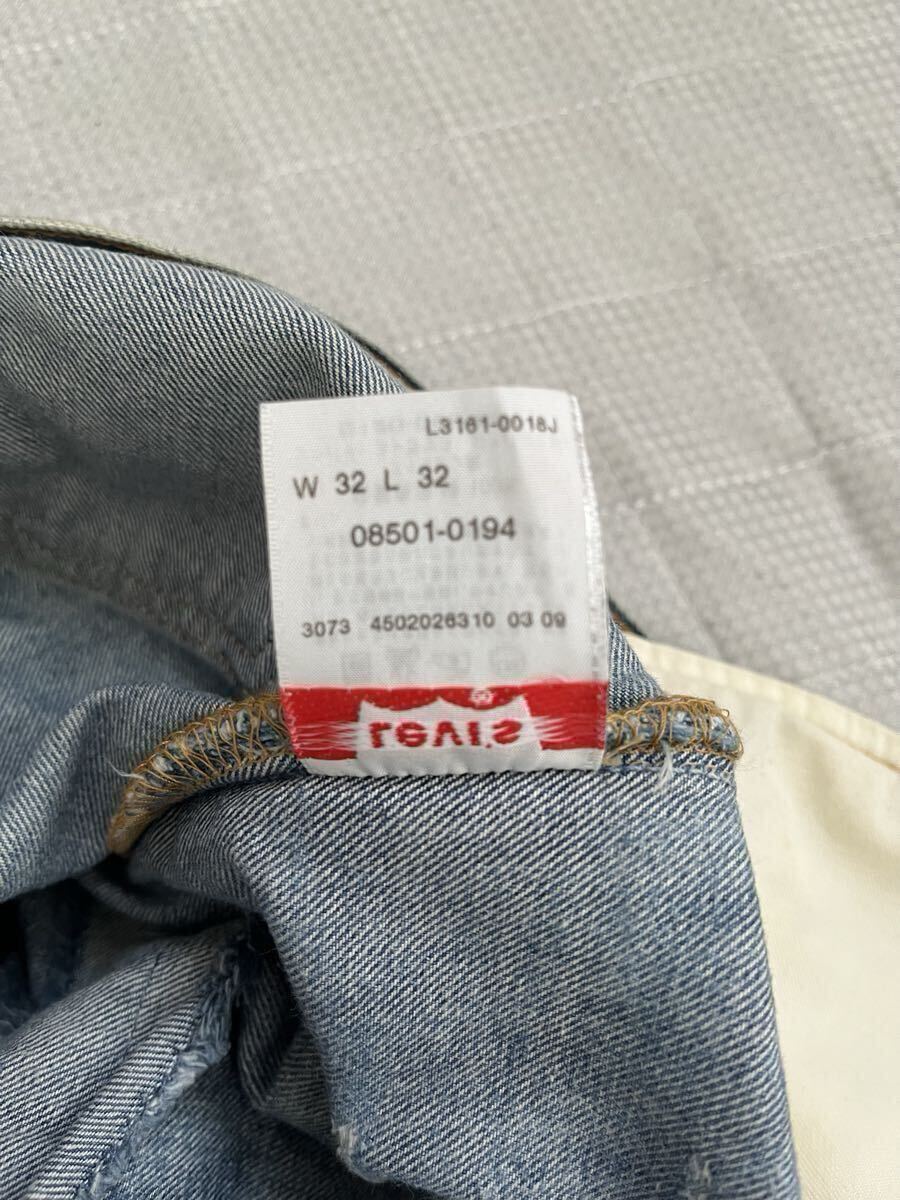 L3161-0018J
W 32 L 32
08501-0194
3073 4502026310 03 09
Levi's
®